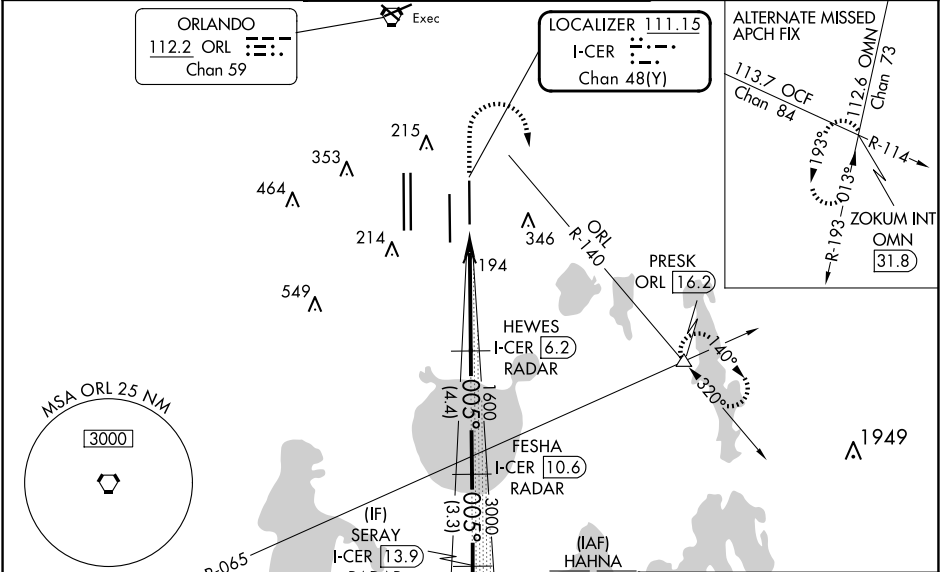 ORLANDO
112.2 ORL
Chan 59
Exec
LOCALIZER 111.15
I-CER
Chan 48(Y)
ALTERNATE MISSED
APCH FIX
113.7 OCF
Chan 84
112.6 OMN
Chan 73
R-114
193°
013°
R-193
ZOKUM INT
OMN
31.8
215
353
464
214
549
346
194
ORL
R-140
PRESK
ORL 16.2
140°
320°
HEWES
I-CER 6.2
RADAR
1600
005°
(4.4)
FESHA
I-CER 10.6
RADAR
3000
005°
(3.3)
1949
MSA ORL 25 NM
3000
R-065
(IF)
SERAY
I-CER 13.9
RADAR
(IAF)
HAHNA